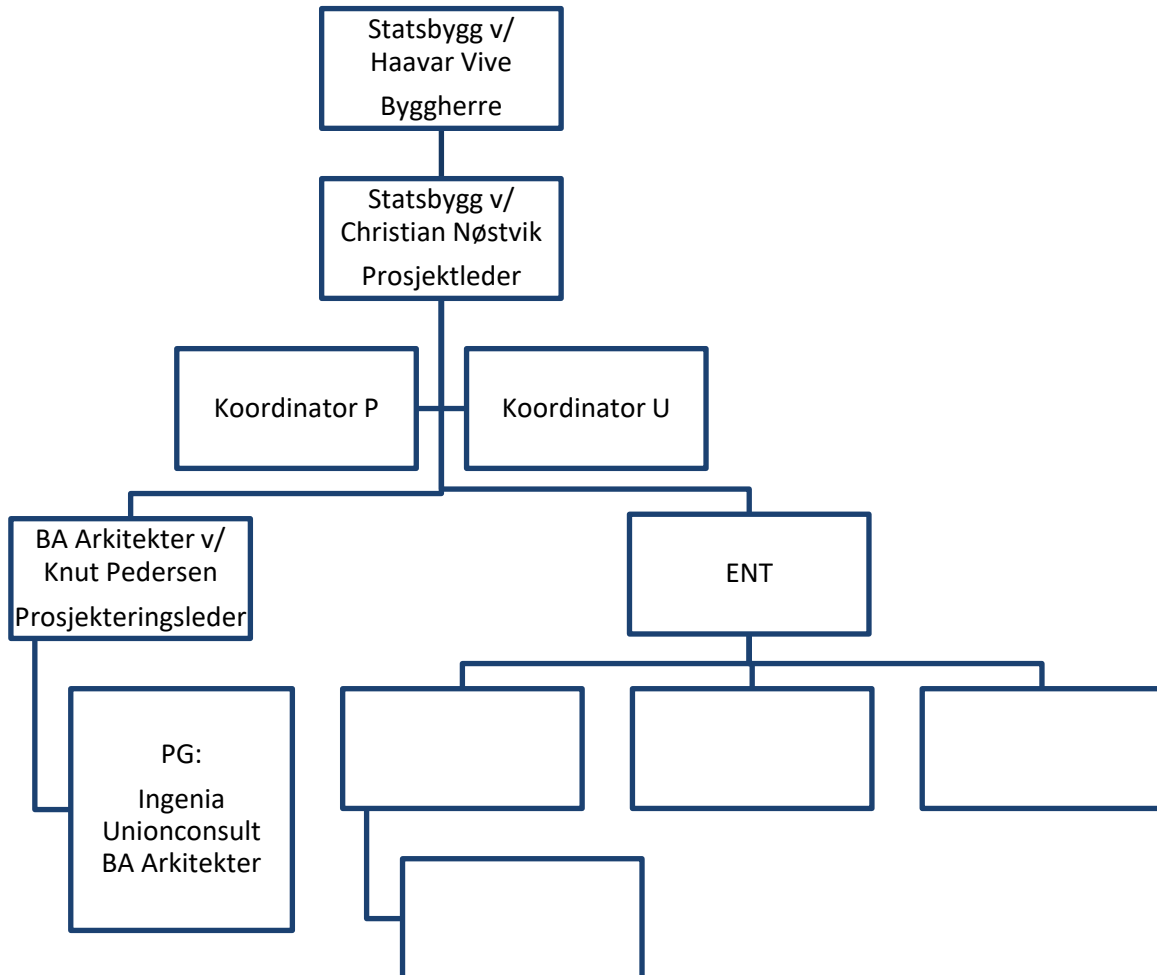 Statsbygg v/
Haavar Vive
Byggherre
Statsbygg v/
Christian Nøstvik
Prosjektleder
Koordinator P
Koordinator U
BA Arkitekter v/
Knut Pedersen
Prosjekteringsleder
ENT
PG:
Ingenia
Unionconsult
BA Arkitekter